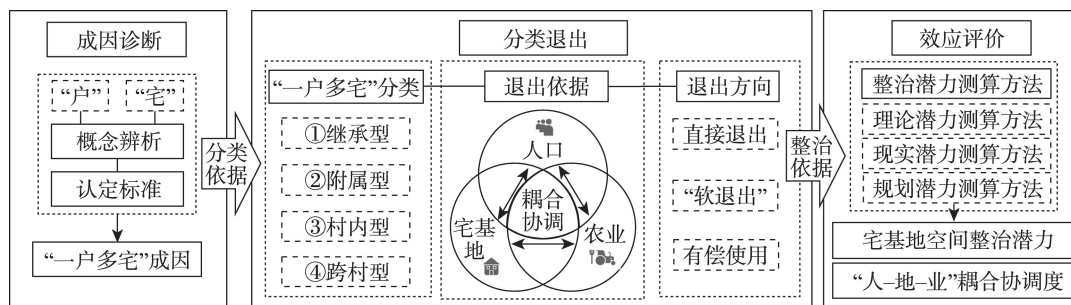 成因诊断
“户” “宅”
概念辨析
认定标准
“一户多宅”成因
分类
依据
分类退出
“一户多宅”分类
①继承型
②附属型
③村内型
④跨村型
退出依据
人口
耦合
协调
宅基
地
农业
退出方向
直接退出
“软退出”
有偿使用
整治
依据
效应评价
整治潜力测算方法
理论潜力测算方法
现实潜力测算方法
规划潜力测算方法
宅基地空间整治潜力
“人–地–业”耦合协调度